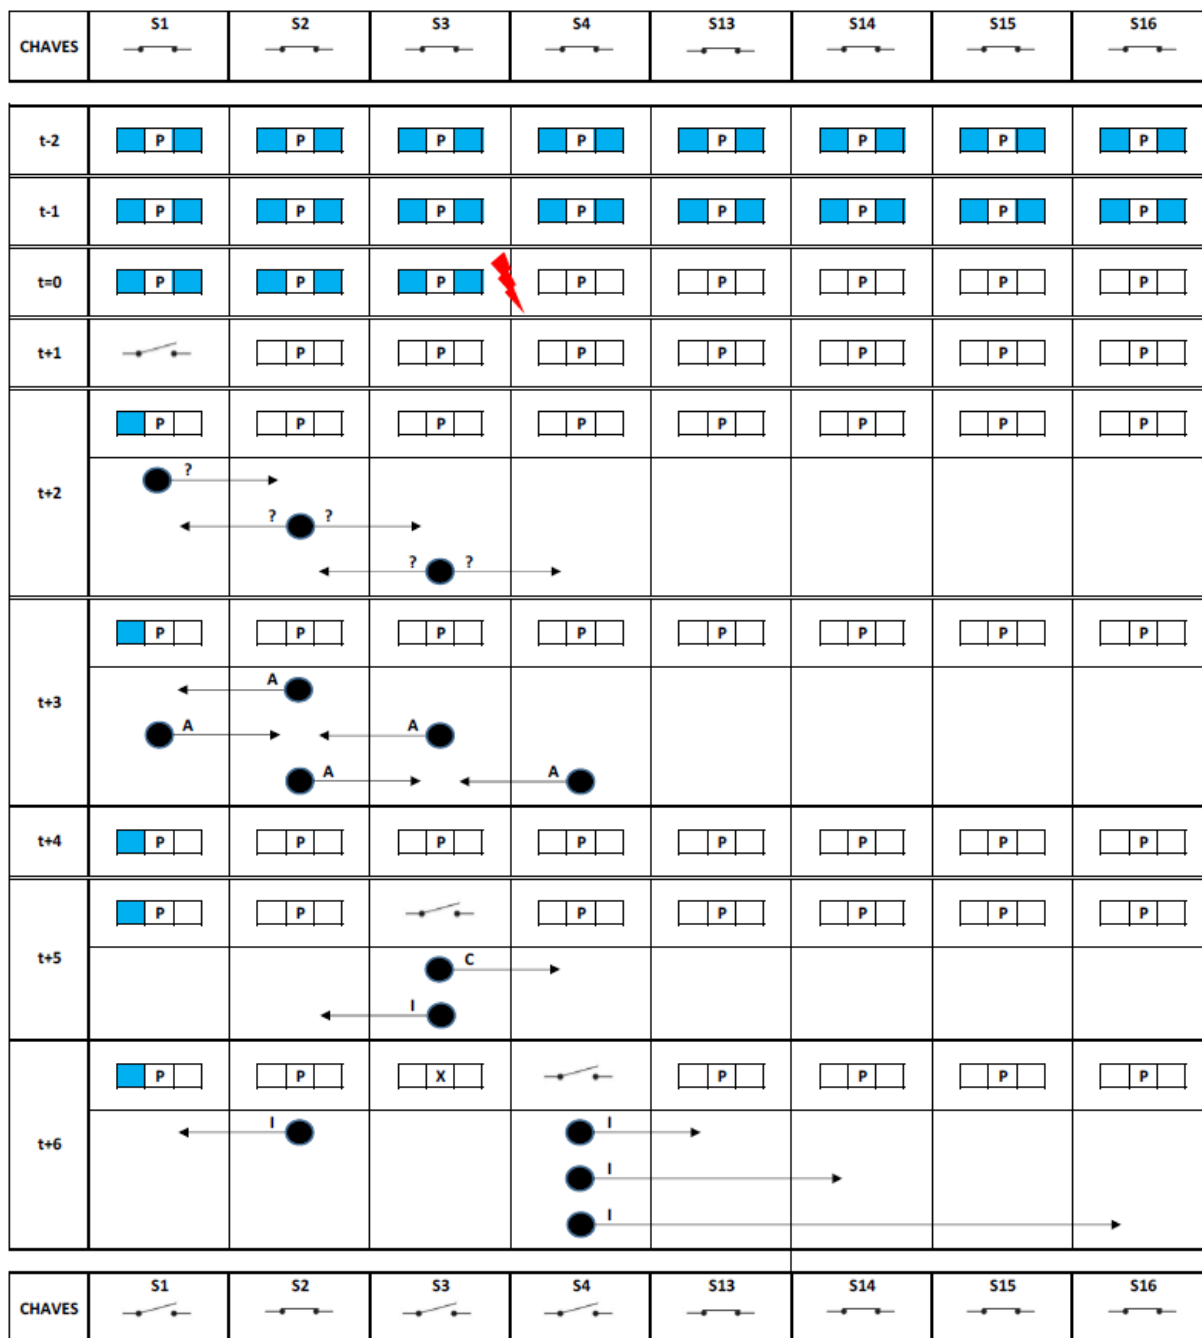 CHAVES S1 S2 S3 S4 S13 S14 S15 S16
t-2 P P P P P P P P
t-1 P P P P P P P P
t=0 P P P P P P P P
t+1 P P P P P P P
P P P P P P P P
t+2
?
? ?
? ?
P P P P P P P P
t+3
A
A A
A A
t+4 P P P P P P P P
P P P P P P P
t+5
C
I
P P X P P P P
t+6
I I
I
I
CHAVES S1 S2 S3 S4 S13 S14 S15 S16